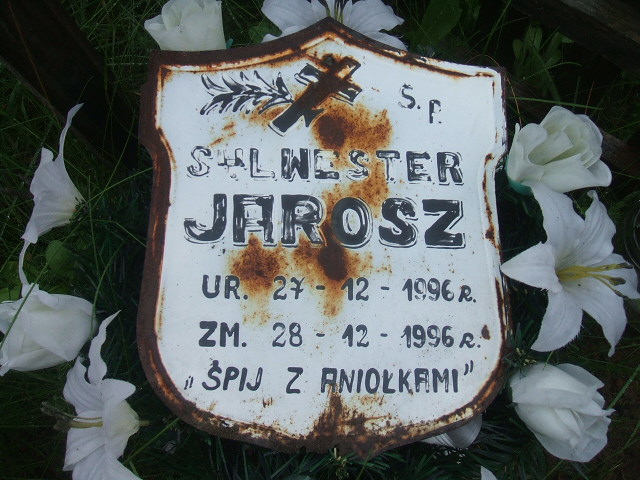 Ś. P.
SYLWESTER
JAROSZ
UR. 27 - 12 - 1996 R.
ZM. 28 - 12 - 1996 R.
„ŚPIJ Z ANIOŁKAMI”